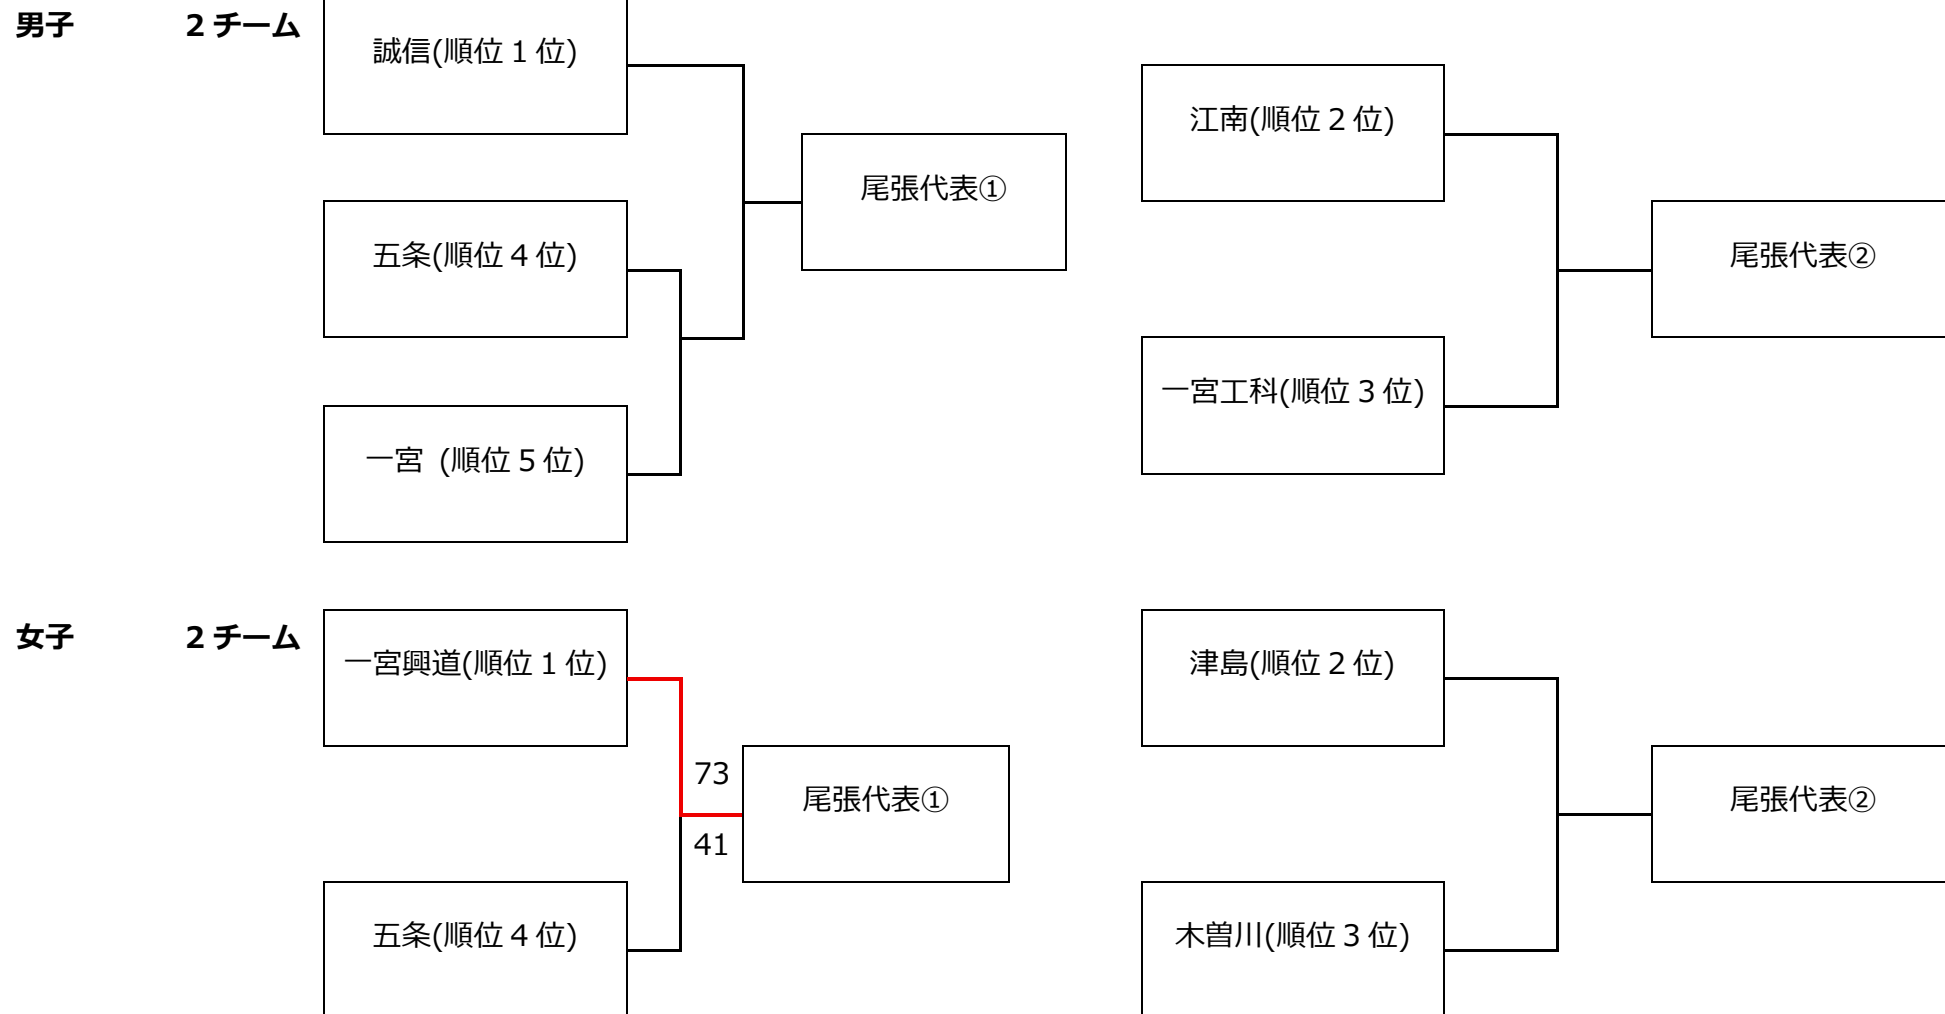 男子 2チーム
誠信(順位1位)
江南(順位2位)
尾張代表①
五条(順位4位)
尾張代表②
一宮工科(順位3位)
一宮 (順位5位)
女子 2チーム
一宮興道(順位1位)
津島(順位2位)
73
尾張代表①
尾張代表②
41
五条(順位4位)
木曽川(順位3位)